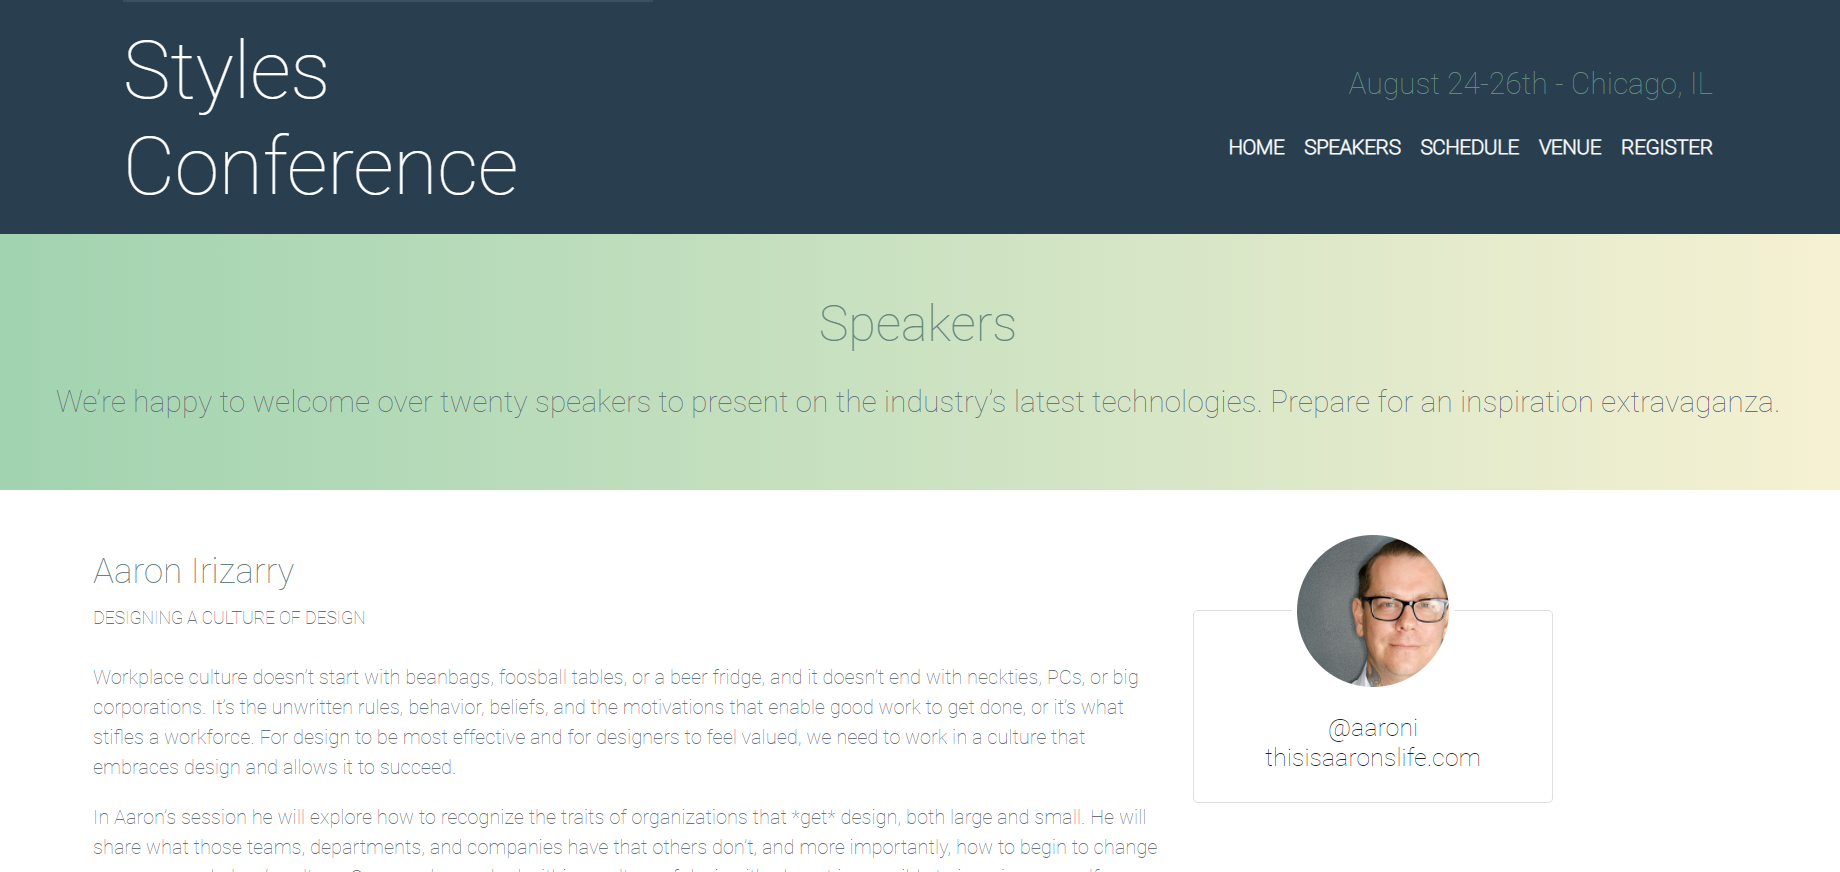 Styles
Conference
August 24-26th - Chicago, IL
HOME SPEAKERS SCHEDULE VENUE REGISTER
Speakers
We’re happy to welcome over twenty speakers to present on the industry’s latest technologies. Prepare for an inspiration extravaganza.
Aaron Irizarry
DESIGNING A CULTURE OF DESIGN
Workplace culture doesn’t start with beanbags, foosball tables, or a beer fridge, and it doesn’t end with neckties, PCs, or big
corporations. It’s the unwritten rules, behavior, beliefs, and the motivations that enable good work to get done, or it’s what
stifles a workforce. For design to be most effective and for designers to feel valued, we need to work in a culture that
embraces design and allows it to succeed.
In Aaron’s session he will explore how to recognize the traits of organizations that *get* design, both large and small. He will
share what those teams, departments, and companies have that others don’t, and more importantly, how to begin to change
@aaroni
thisisaaronslife.com